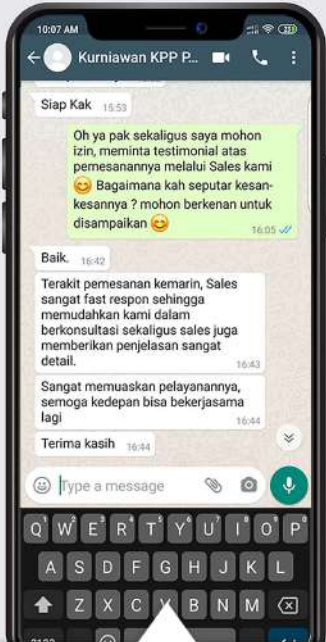 10:07 AM
Kurniawan KPP P...
Siap Kak 15:53
Oh ya pak sekaligus saya mohon
izin, meminta testimonial atas
pemesanannya melalui Sales kami
😊 Bagaimana kah seputar kesan-
kesannya ? mohon berkenan untuk
disampaikan 😊
16:05
Baik. 16:42
Terakit pemesanan kemarin, Sales
sangat fast respon sehingga
memudahkan kami dalam
berkonsultasi sekaligus sales juga
memberikan penjelasan sangat
detail.
16:43
Sangat memuaskan pelayanannya,
semoga kedepan bisa bekerjasama
lagi
16:44
Terima kasih 16:44
Type a message
Q W E R T Y U I O P
A S D F G H J K L
Z X C V B N M